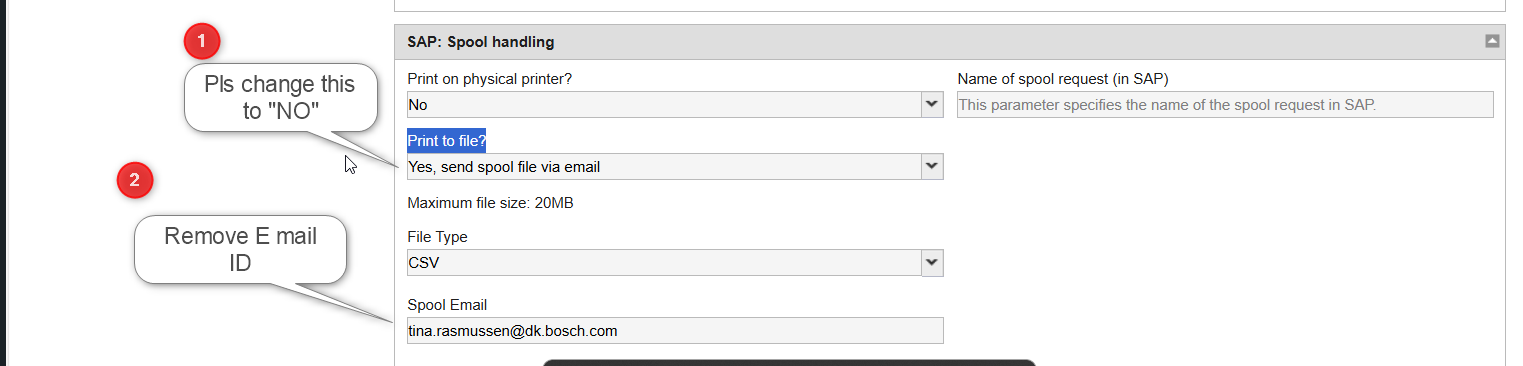 SAP: Spool handling
1
Pls change this
to "NO"
Print on physical printer?
Name of spool request (in SAP)
No
This parameter specifies the name of the spool request in SAP.
Print to file?
Yes, send spool file via email
2
Maximum file size: 20MB
Remove E mail
ID
File Type
CSV
Spool Email
tina.rasmussen@dk.bosch.com